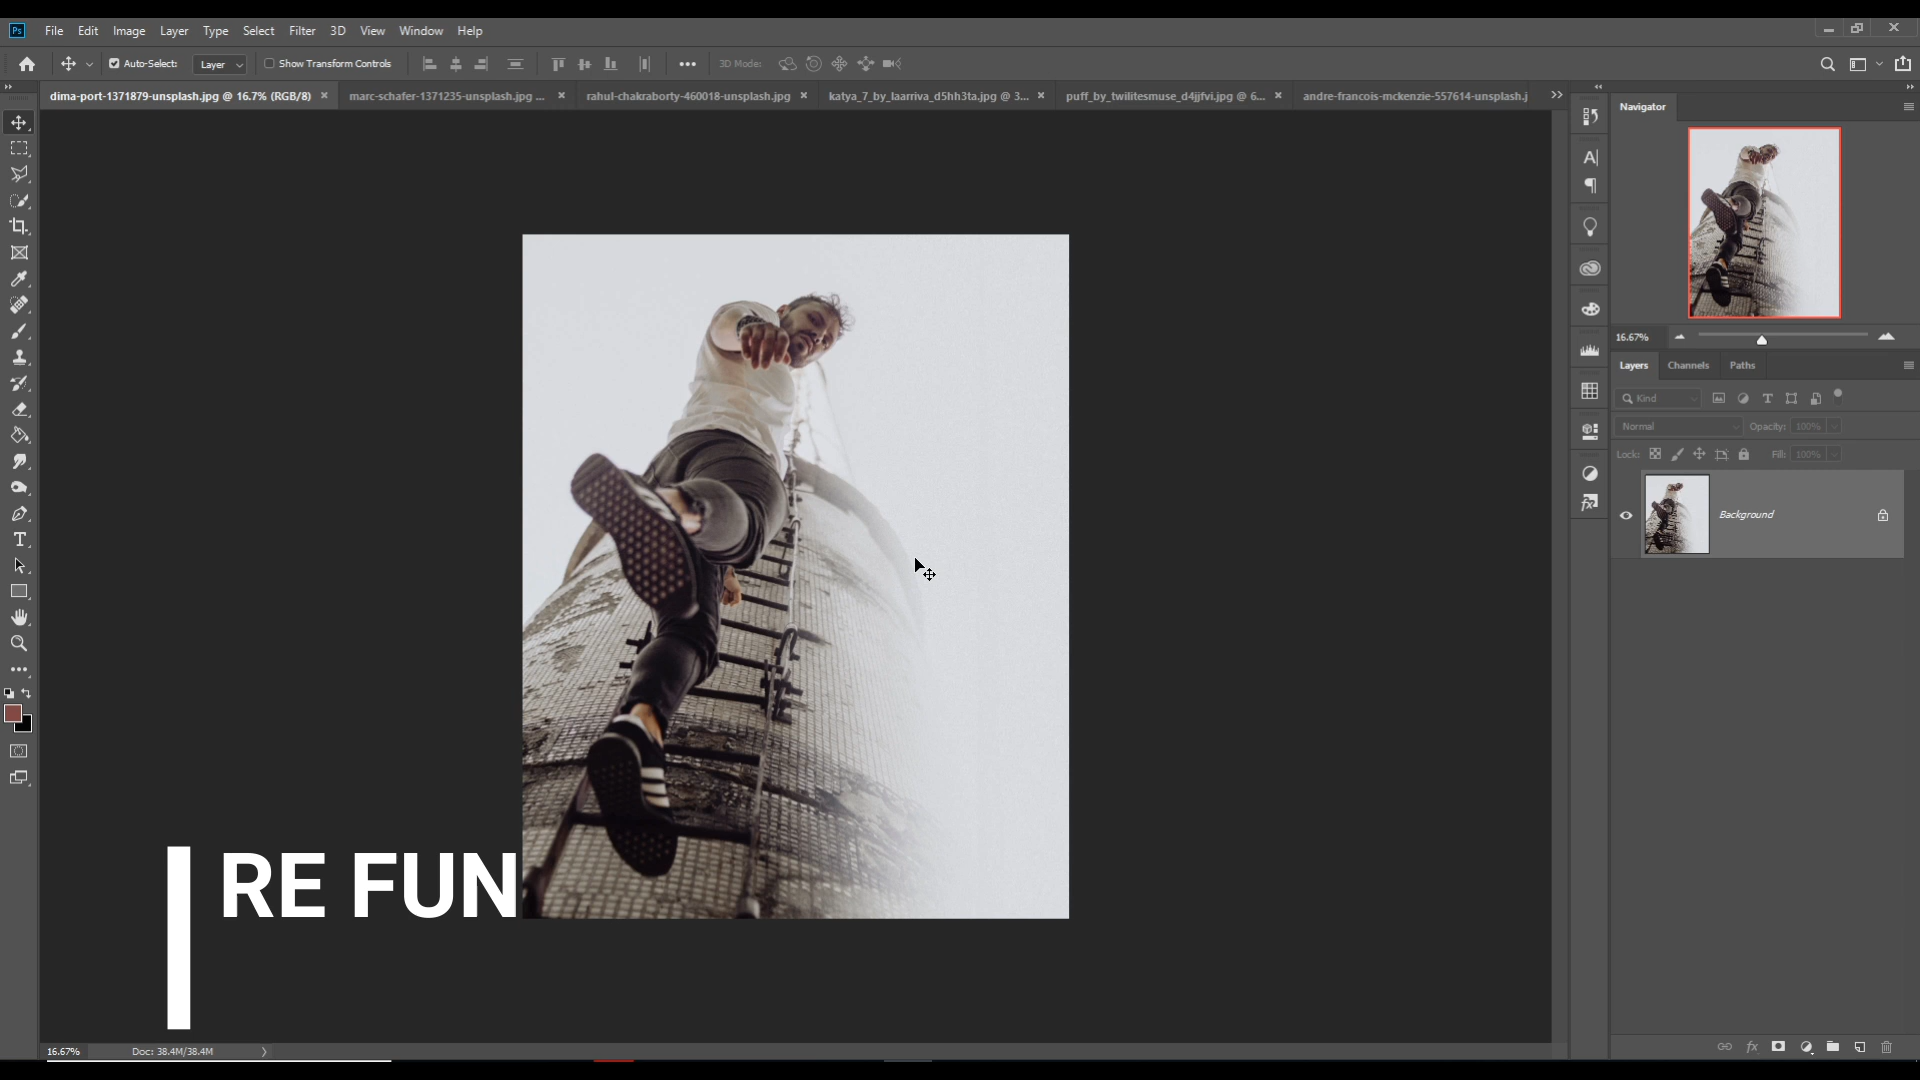 Ps File Edit Image Layer Type Select Filter 3D View Window Help
Auto-Select: Layer Show Transform Controls 3D Mode:
dima-port-1371879-unsplash.jpg @ 16.7% (RGB/8) marc-schafer-1371235-unsplash.jpg ... rahul-chakraborty-460018-unsplash.jpg katya_7_by_laarriva_d5hh3ta.jpg @ 3... puff_by_twilitesmuse_d4jjfvi.jpg @ 6... andre-francois-mckenzie-557614-unsplash.j
Navigator
16.67%
Layers Channels Paths
Kind
Normal Opacity: 100%
Lock: Fill: 100%
Background
RE FUN
16.67% Doc: 38.4M/38.4M